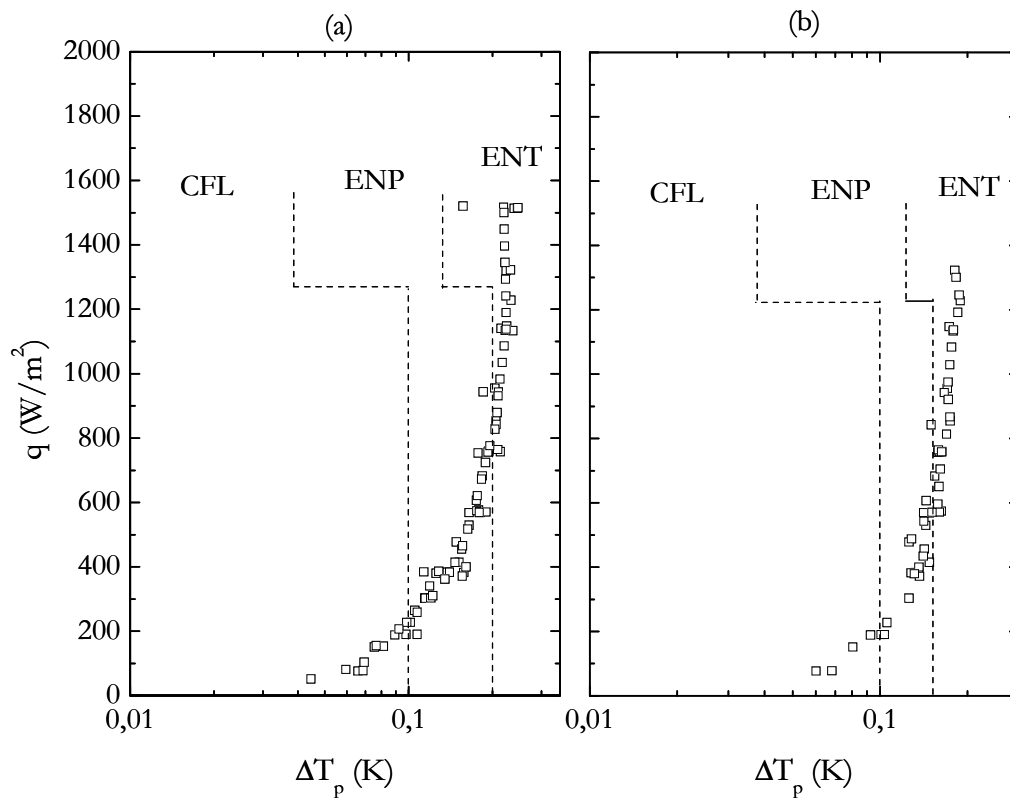 (a)
(b)
2000
1800
1600
1400
1200
1000
800
600
400
200
0
q (W/m²)
CFL
ENP
ENT
CFL
ENP
ENT
0,01
0,1
0,01
0,1
ΔTₚ (K)
ΔTₚ (K)